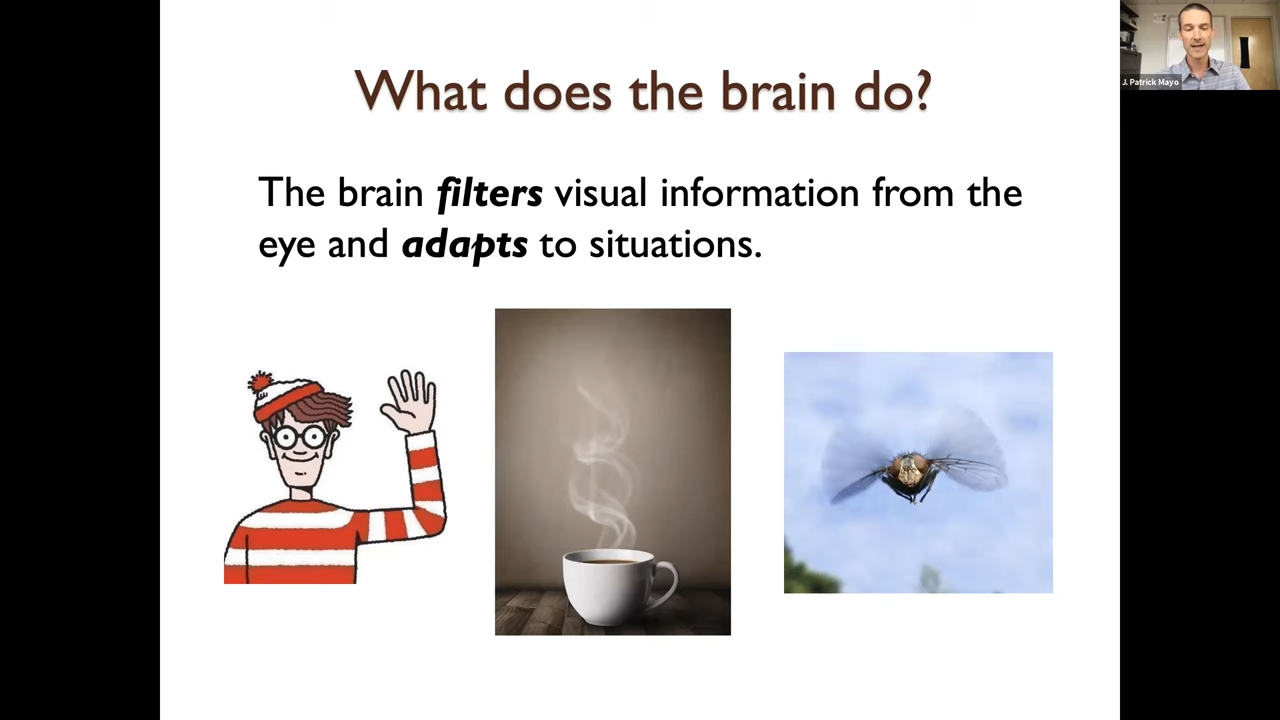 What does the brain do?
The brain filters visual information from the
eye and adapts to situations.
J. Patrick Mayo